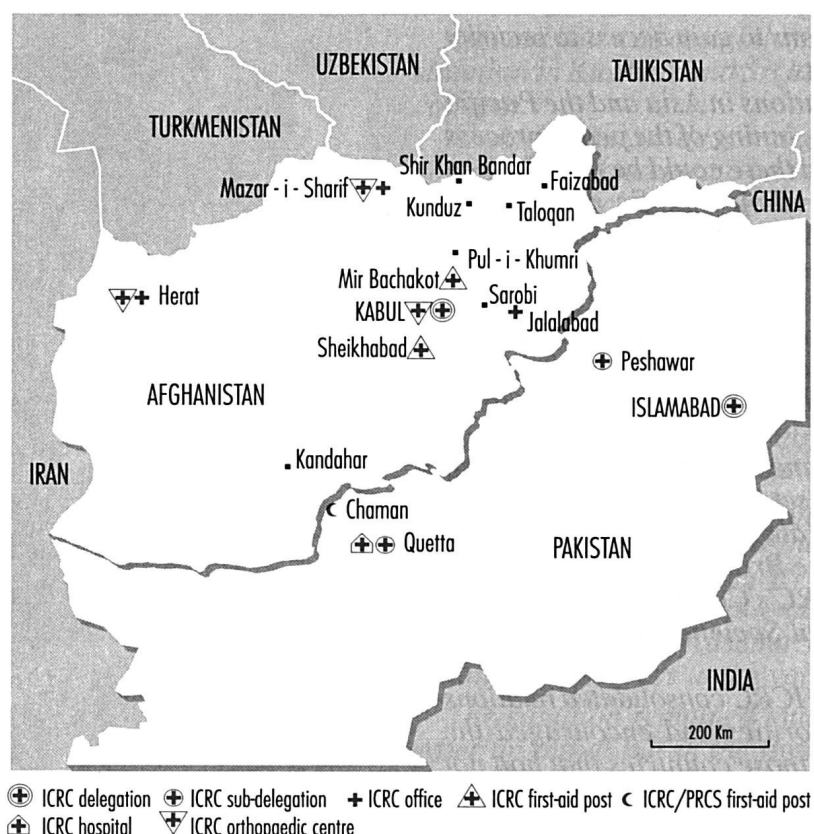 UZBEKISTAN
TAJIKISTAN
TURKMENISTAN
Shir Khan Bandar
Mazar - i - Sharif
Faizabad
CHINA
Kunduz
Taloqan
Pul - i - Khumri
Mir Bachakot
Herat
Sarobi
KABUL
Jalalabad
Sheikhabad
Peshawar
AFGHANISTAN
ISLAMABAD
Kandahar
IRAN
Chaman
Quetta
PAKISTAN
INDIA
200 Km
ICRC delegation ICRC sub-delegation ICRC office ICRC first-aid post ICRC/PRCS first-aid post
ICRC hospital ICRC orthopaedic centre